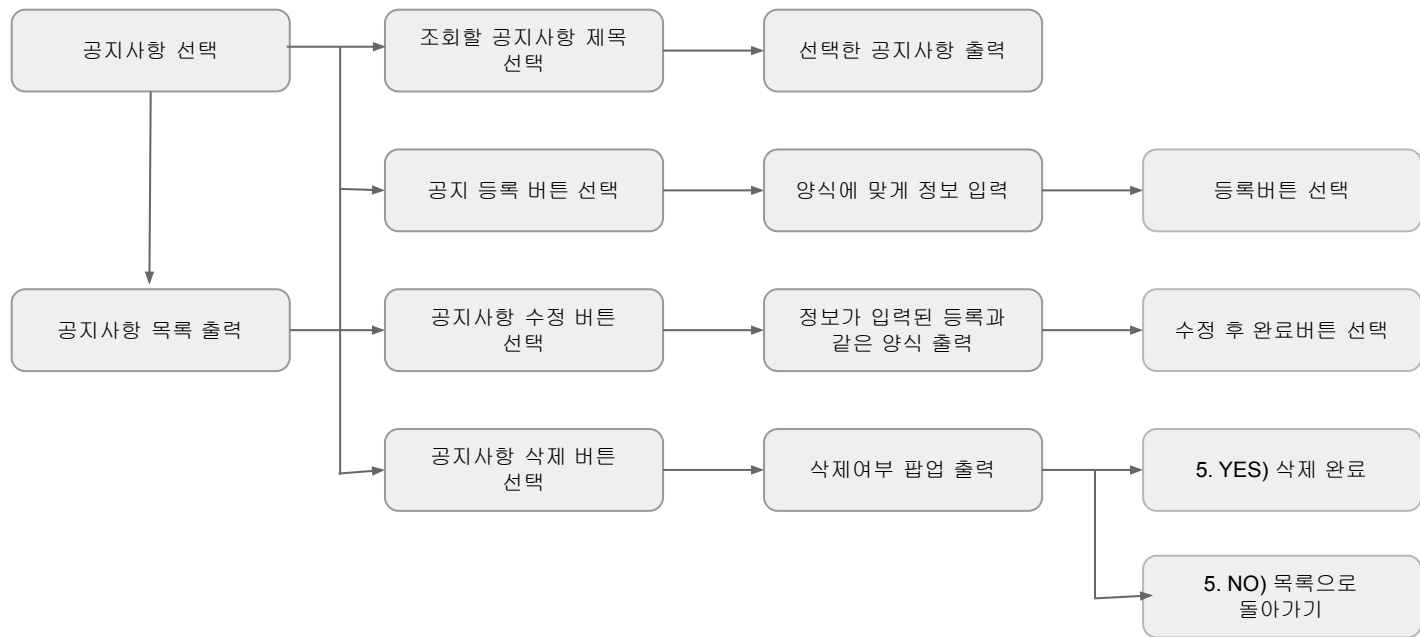 공지사항 선택
조회할 공지사항 제목
선택
선택한 공지사항 출력
공지 등록 버튼 선택
양식에 맞게 정보 입력
등록버튼 선택
공지사항 목록 출력
공지사항 수정 버튼
선택
정보가 입력된 등록과
같은 양식 출력
수정 후 완료버튼 선택
공지사항 삭제 버튼
선택
삭제여부 팝업 출력
5. YES) 삭제 완료
5. NO) 목록으로
돌아가기